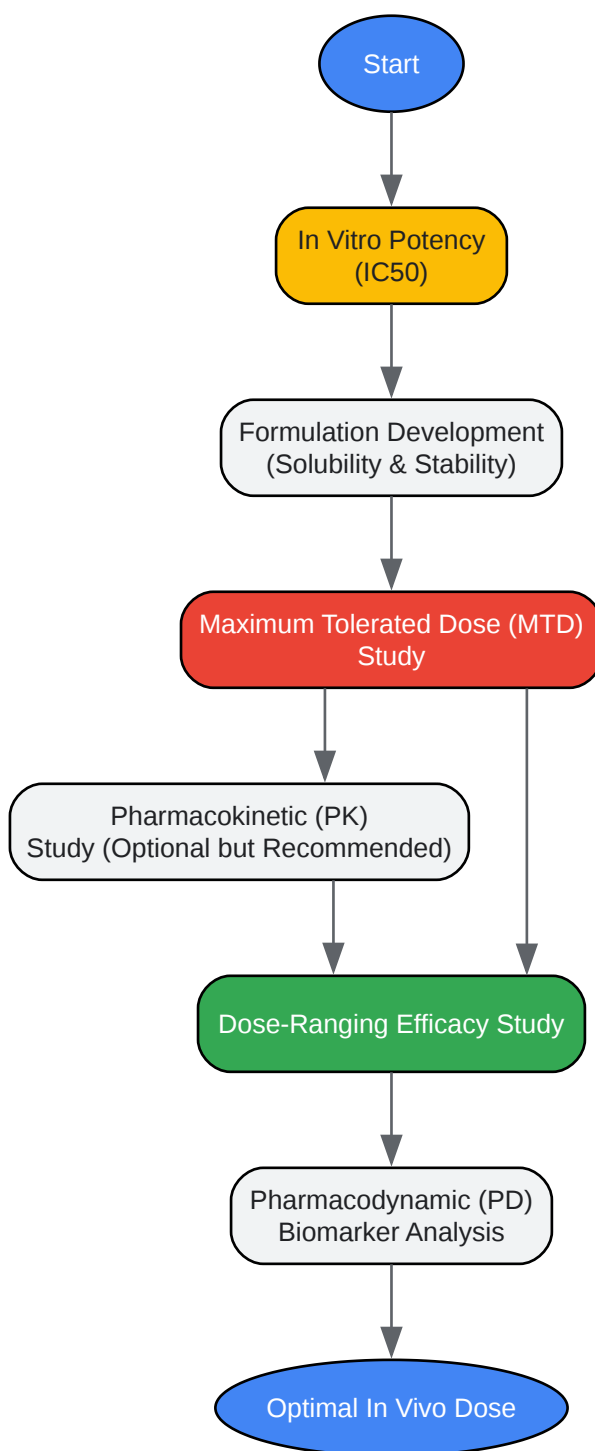 Start
In Vitro Potency
(IC50)
Formulation Development
(Solubility & Stability)
Maximum Tolerated Dose (MTD)
Study
Pharmacokinetic (PK)
Study (Optional but Recommended)
Dose-Ranging Efficacy Study
Pharmacodynamic (PD)
Biomarker Analysis
Optimal In Vivo Dose